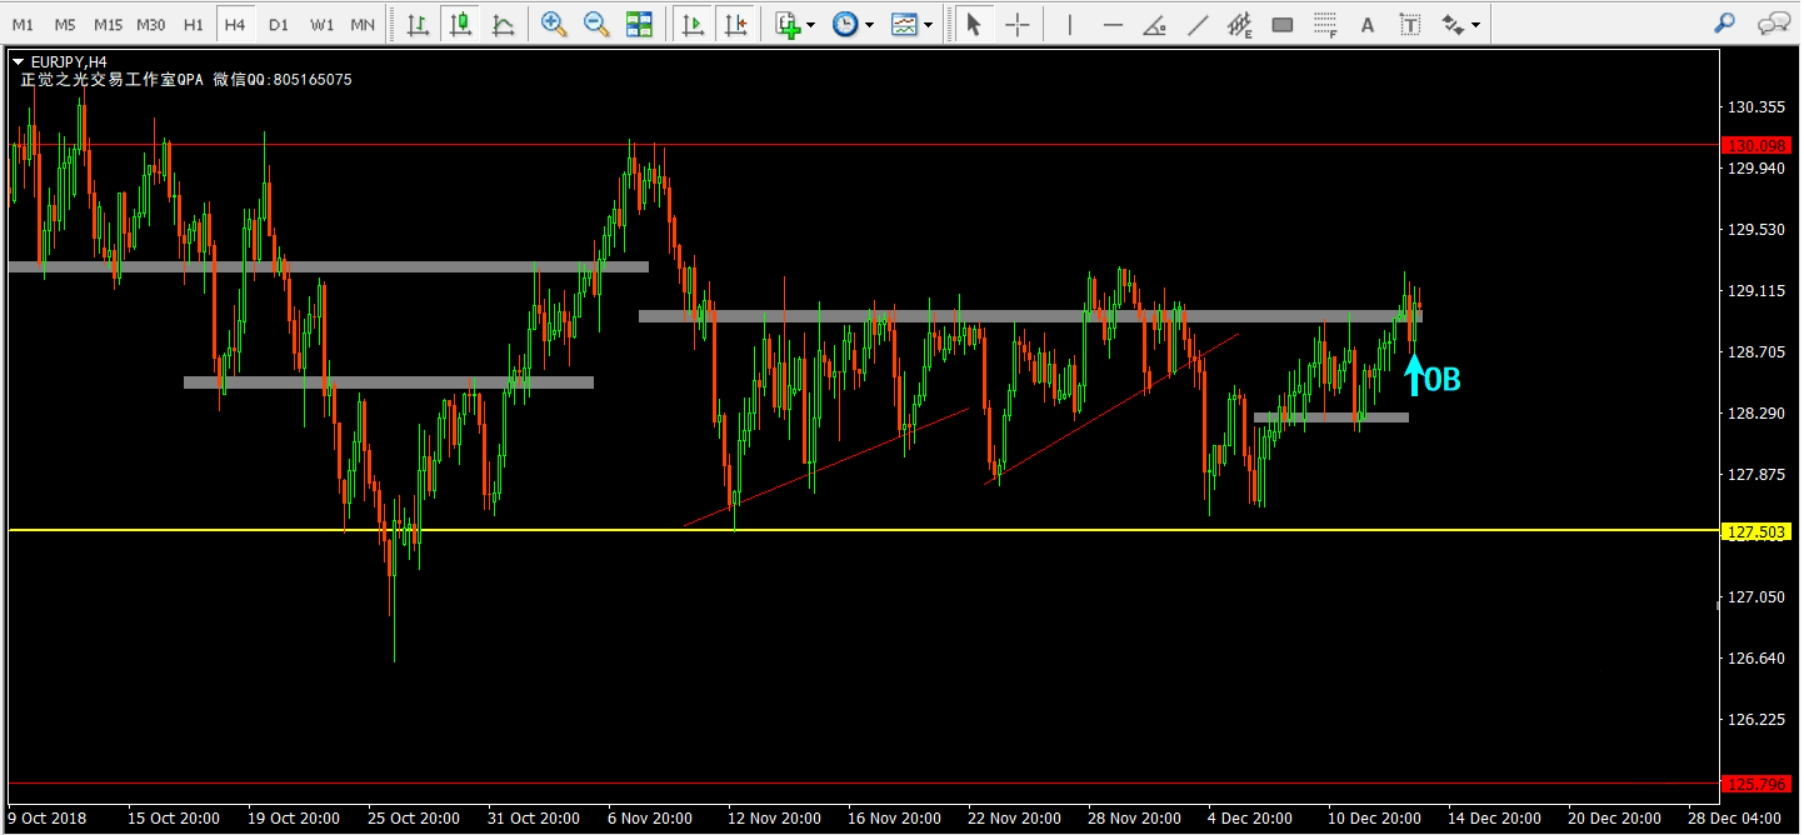 M1 M5 M15 M30 H1 H4 D1 W1 MN E F A T
EURJPY,H4
正觉之光交易工作室QPA 微信QQ:805165075
130.355
130.098
129.940
129.530
129.115
128.705
OB
128.290
127.875
127.503
127.050
126.640
126.225
125.796
9 Oct 2018 15 Oct 20:00 19 Oct 20:00 25 Oct 20:00 31 Oct 20:00 6 Nov 20:00 12 Nov 20:00 16 Nov 20:00 22 Nov 20:00 28 Nov 20:00 4 Dec 20:00 10 Dec 20:00 14 Dec 20:00 20 Dec 20:00 28 Dec 04:00